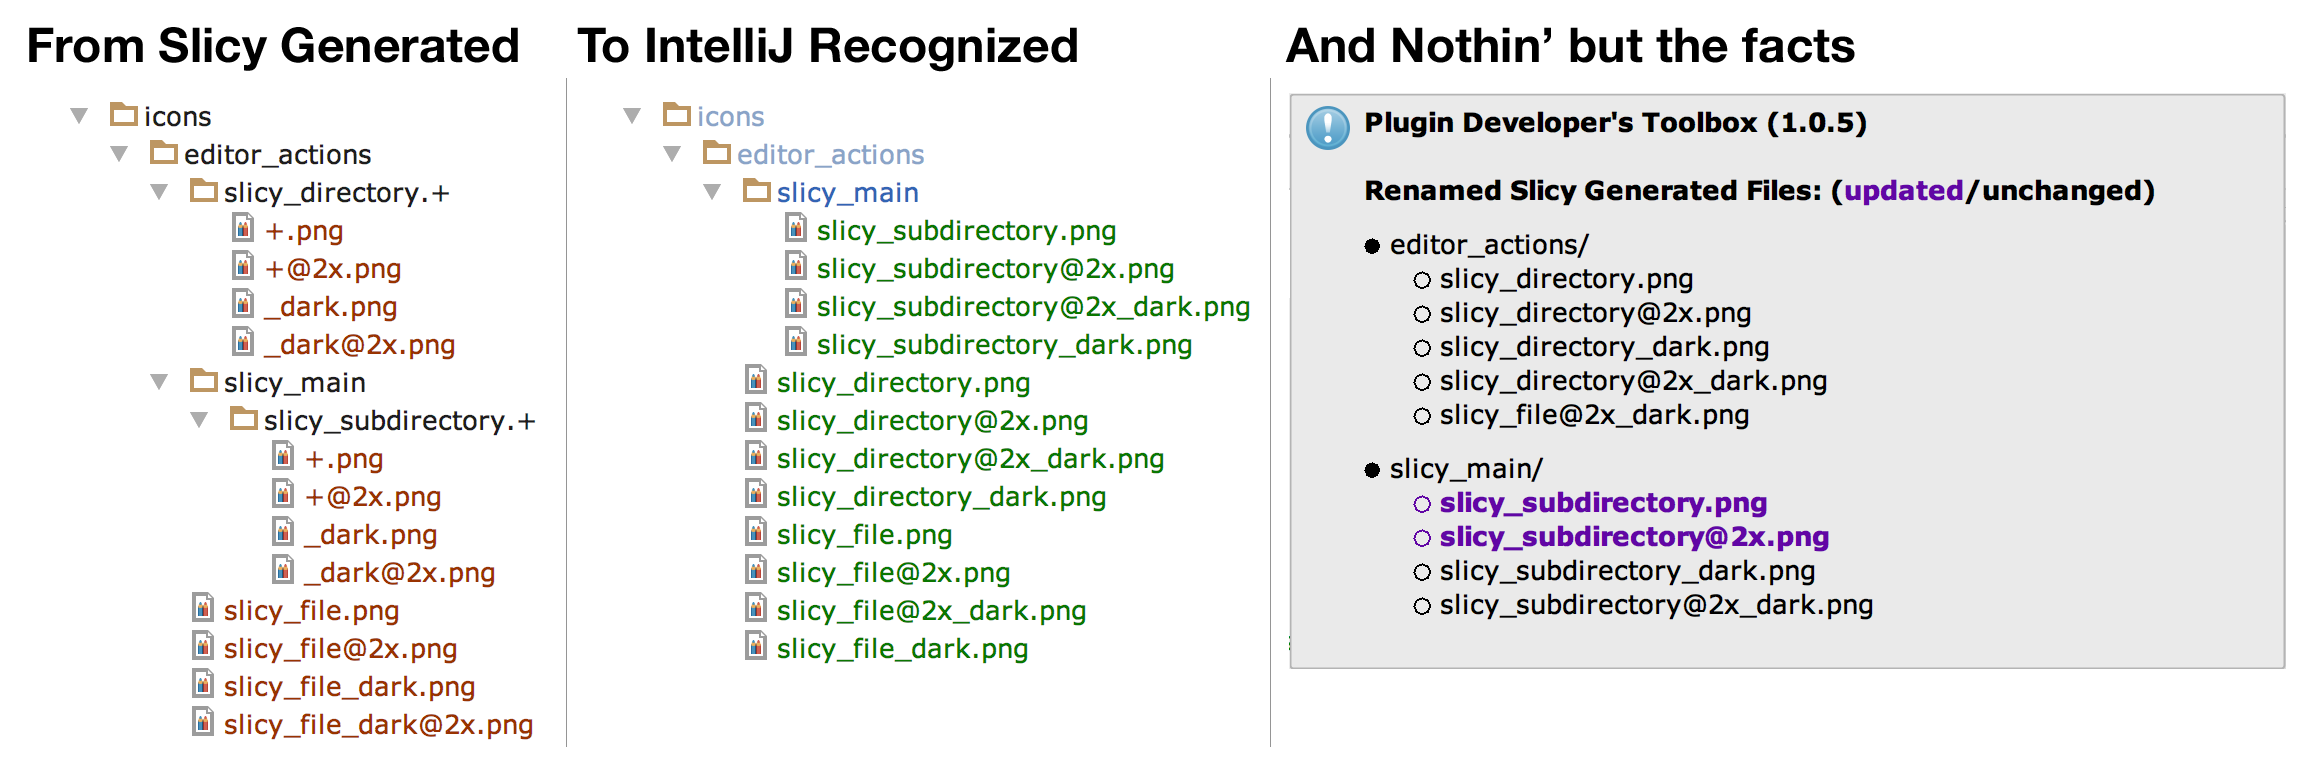 From Slicy Generated
icons
editor_actions
slicy_directory.+
+.png
+@2x.png
_dark.png
_dark@2x.png
slicy_main
slicy_subdirectory.+
+.png
+@2x.png
_dark.png
_dark@2x.png
slicy_file.png
slicy_file@2x.png
slicy_file_dark.png
slicy_file_dark@2x.png
To IntelliJ Recognized
icons
editor_actions
slicy_main
slicy_subdirectory.png
slicy_subdirectory@2x.png
slicy_subdirectory@2x_dark.png
slicy_subdirectory_dark.png
slicy_directory.png
slicy_directory@2x.png
slicy_directory@2x_dark.png
slicy_directory_dark.png
slicy_file.png
slicy_file@2x.png
slicy_file@2x_dark.png
slicy_file_dark.png
And Nothin’ but the facts
Plugin Developer's Toolbox (1.0.5)
Renamed Slicy Generated Files: (updated/unchanged)
editor_actions/
slicy_directory.png
slicy_directory@2x.png
slicy_directory_dark.png
slicy_directory@2x_dark.png
slicy_file@2x_dark.png
slicy_main/
slicy_subdirectory.png
slicy_subdirectory@2x.png
slicy_subdirectory_dark.png
slicy_subdirectory@2x_dark.png